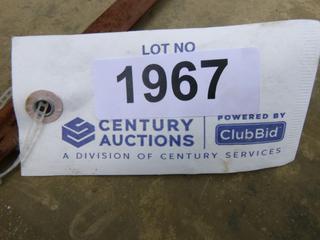 LOT NO
1967
CENTURY AUCTIONS
POWERED BY
ClubBid
A DIVISION OF CENTURY SERVICES